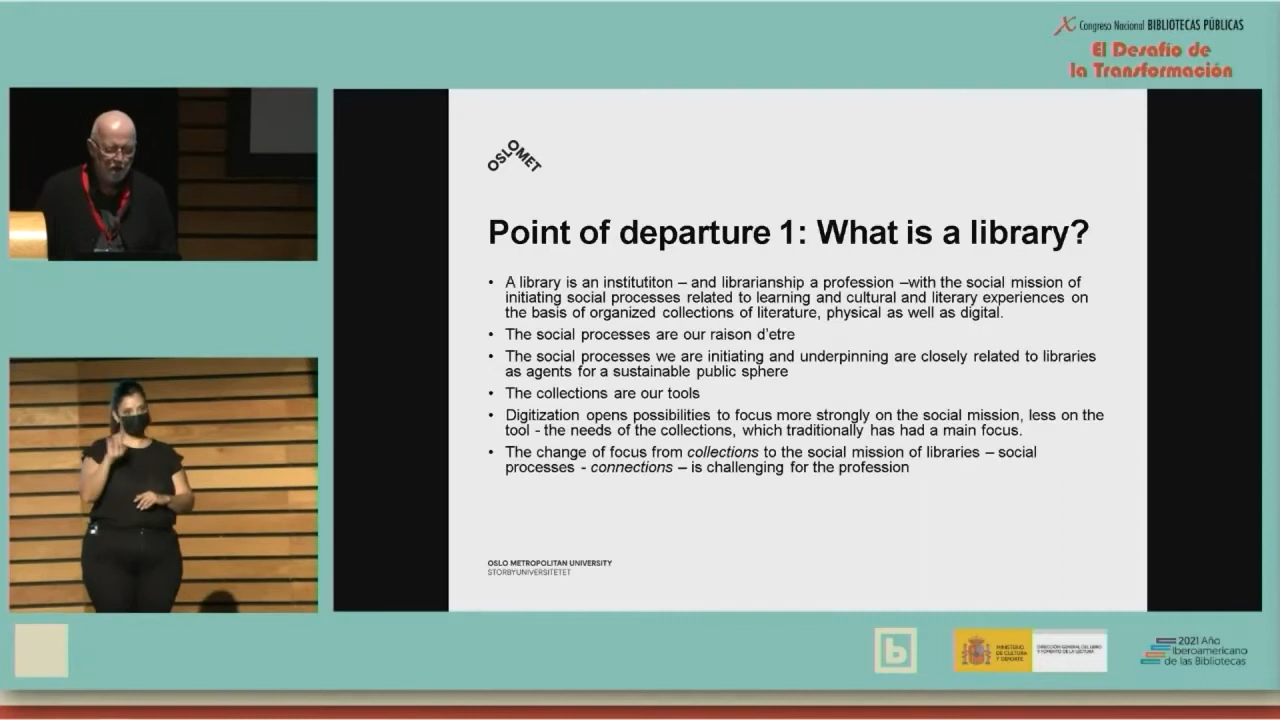 X Congreso Nacional BIBLIOTECAS PÚBLICAS
El Desafío de
la Transformación
OSLOMET
Point of departure 1: What is a library?
• A library is an institutiton – and librarianship a profession –with the social mission of
initiating social processes related to learning and cultural and literary experiences on
the basis of organized collections of literature, physical as well as digital.
• The social processes are our raison d’etre
• The social processes we are initiating and underpinning are closely related to libraries
as agents for a sustainable public sphere
• The collections are our tools
• Digitization opens possibilities to focus more strongly on the social mission, less on the
tool - the needs of the collections, which traditionally has had a main focus.
• The change of focus from collections to the social mission of libraries – social
processes - connections – is challenging for the profession
OSLO METROPOLITAN UNIVERSITY
STORBYUNIVERSITETET
b
MINISTERIO
DE CULTURA
Y DEPORTE
DIRECCIÓN GENERAL DEL LIBRO
Y FOMENTO DE LA LECTURA
2021 Año
Iberoamericano
de las Bibliotecas